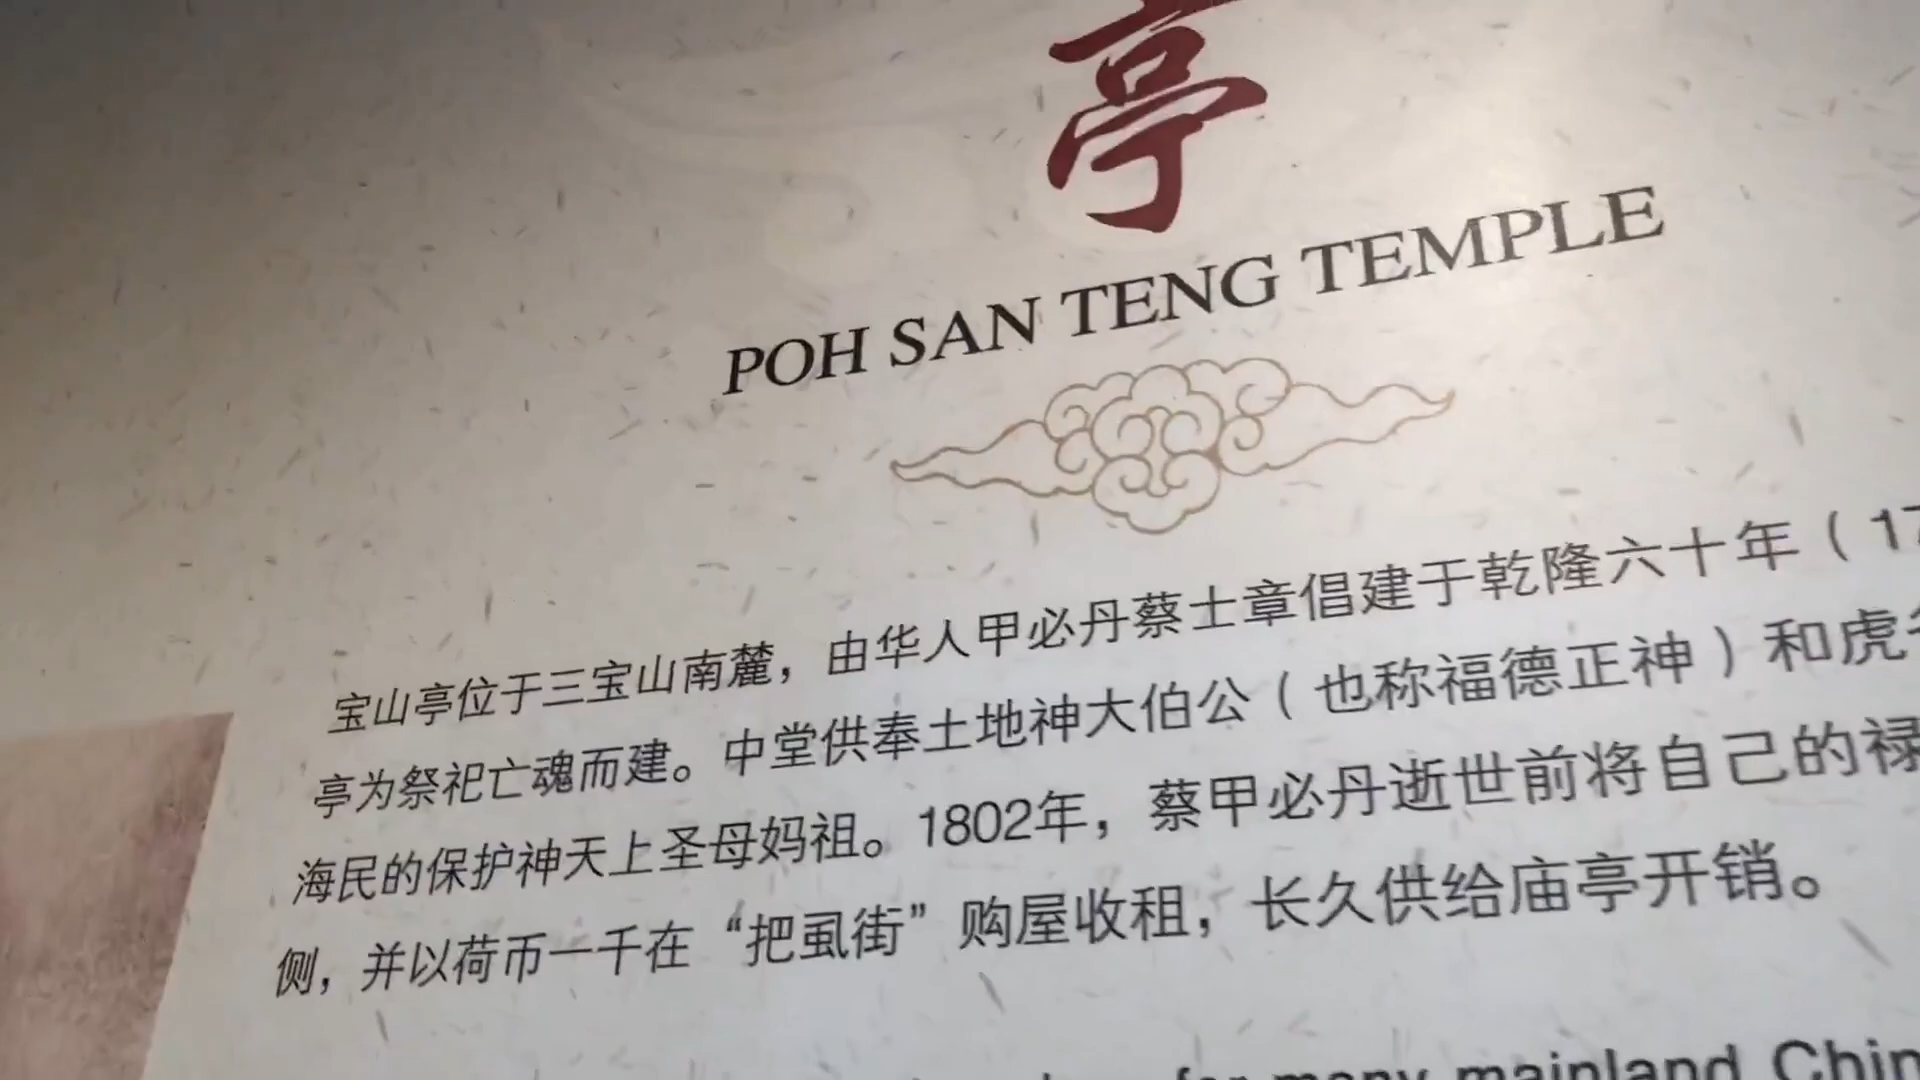 亭
POH SAN TENG TEMPLE
宝山亭位于三宝山南麓，由华人甲必丹蔡士章倡建于乾隆六十年（17
亭为祭祀亡魂而建。中堂供奉土地神大伯公（也称福德正神）和虎
海民的保护神天上圣母妈祖。1802年，蔡甲必丹逝世前将自己的禄
侧，并以荷币一千在“把虱街”购屋收租，长久供给庙亭开销。
for many mainland Chin